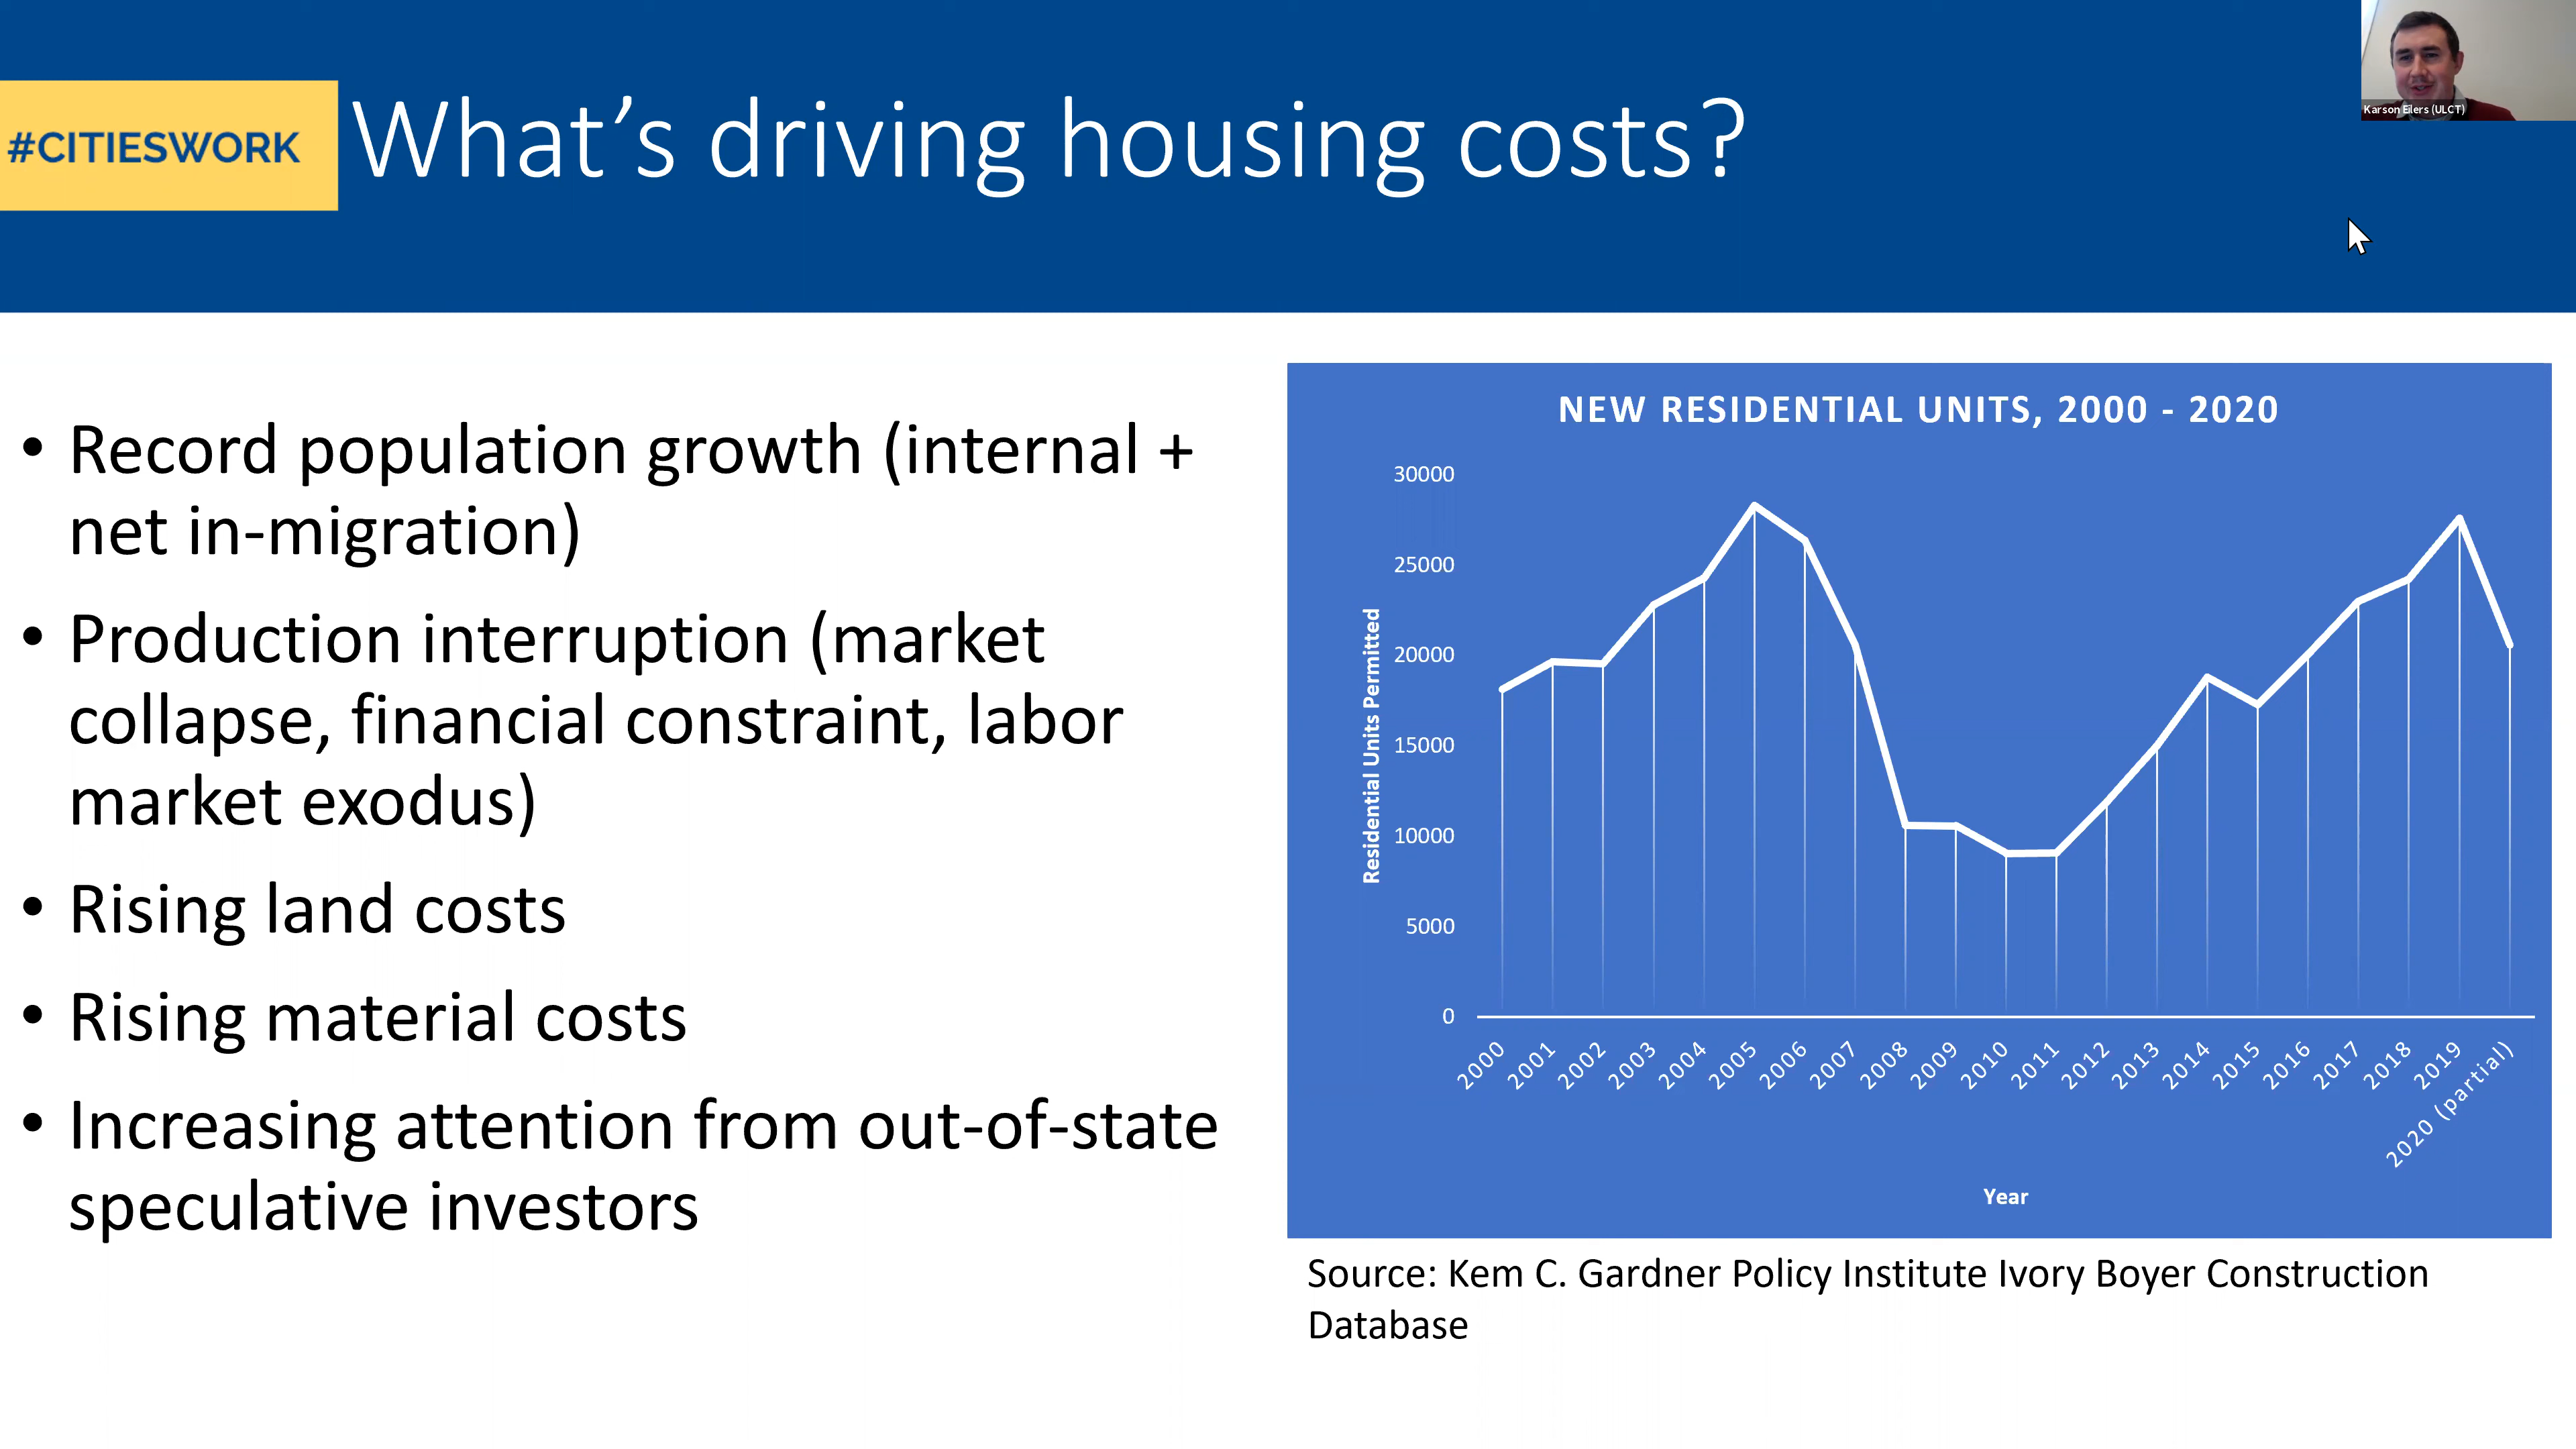 Karson Eilers (ULCT)
#CITIESWORK
What’s driving housing costs?
• Record population growth (internal +
net in-migration)
• Production interruption (market
collapse, financial constraint, labor
market exodus)
• Rising land costs
• Rising material costs
• Increasing attention from out-of-state
speculative investors
NEW RESIDENTIAL UNITS, 2000 - 2020
Residential Units Permitted
30000
25000
20000
15000
10000
5000
0
2000
2001
2002
2003
2004
2005
2006
2007
2008
2009
2010
2011
2012
2013
2014
2015
2016
2017
2018
2019
2020 (partial)
Year
Source: Kem C. Gardner Policy Institute Ivory Boyer Construction
Database